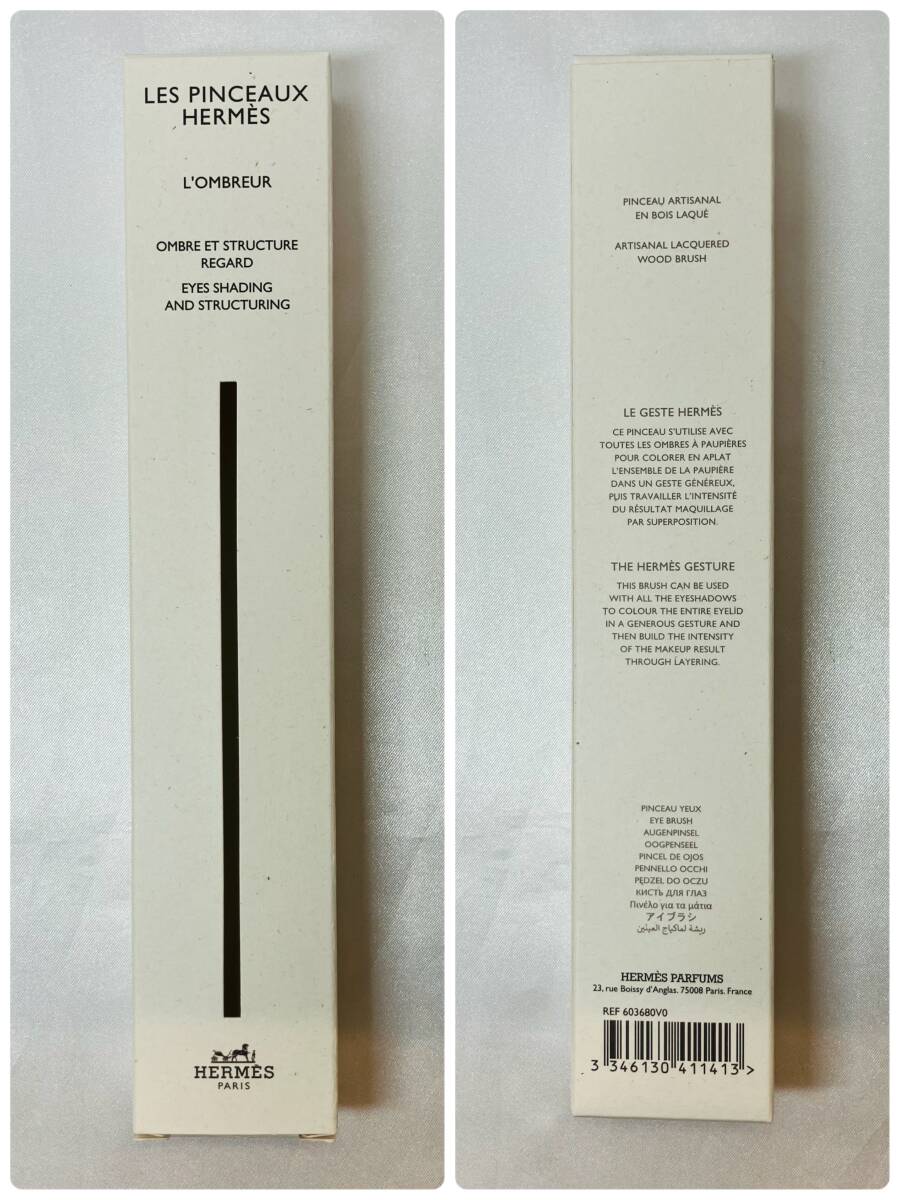 LES PINCEAUX
HERMÈS
L'OMBREUR
OMBRE ET STRUCTURE
REGARD
EYES SHADING
AND STRUCTURING
HERMÈS
PARIS
PINCEAU ARTISANAL
EN BOIS LAQUÉ
ARTISANAL LACQUERED
WOOD BRUSH
LE GESTE HERMÈS
CE PINCEAU S'UTILISE AVEC
TOUTES LES OMBRES À PAUPIÈRES
POUR COLORER EN APLAT
L'ENSEMBLE DE LA PAUPIÈRE
DANS UN GESTE GÉNÉREUX,
PUIS TRAVAILLER L'INTENSITÉ
DU RÉSULTAT MAQUILLAGE
PAR SUPERPOSITION.
THE HERMÈS GESTURE
THIS BRUSH CAN BE USED
WITH ALL THE EYESHADOWS
TO COLOUR THE ENTIRE EYELID
IN A GENEROUS GESTURE AND
THEN BUILD THE INTENSITY
OF THE MAKEUP RESULT
THROUGH LAYERING.
PINCEAU YEUX
EYE BRUSH
AUGENPINSEL
OOGPENSEEL
PINCEL DE OJOS
PENNELLO OCCHI
PĘDZEL DO OCZU
КИСТЬ ДЛЯ ГЛАЗ
Πινέλο για τα μάτια
アイブラシ
ريشة لماكياج العينين
HERMÈS PARFUMS
23, rue Boissy d'Anglas. 75008 Paris. France
REF 603680V0
3 346130 411413 >